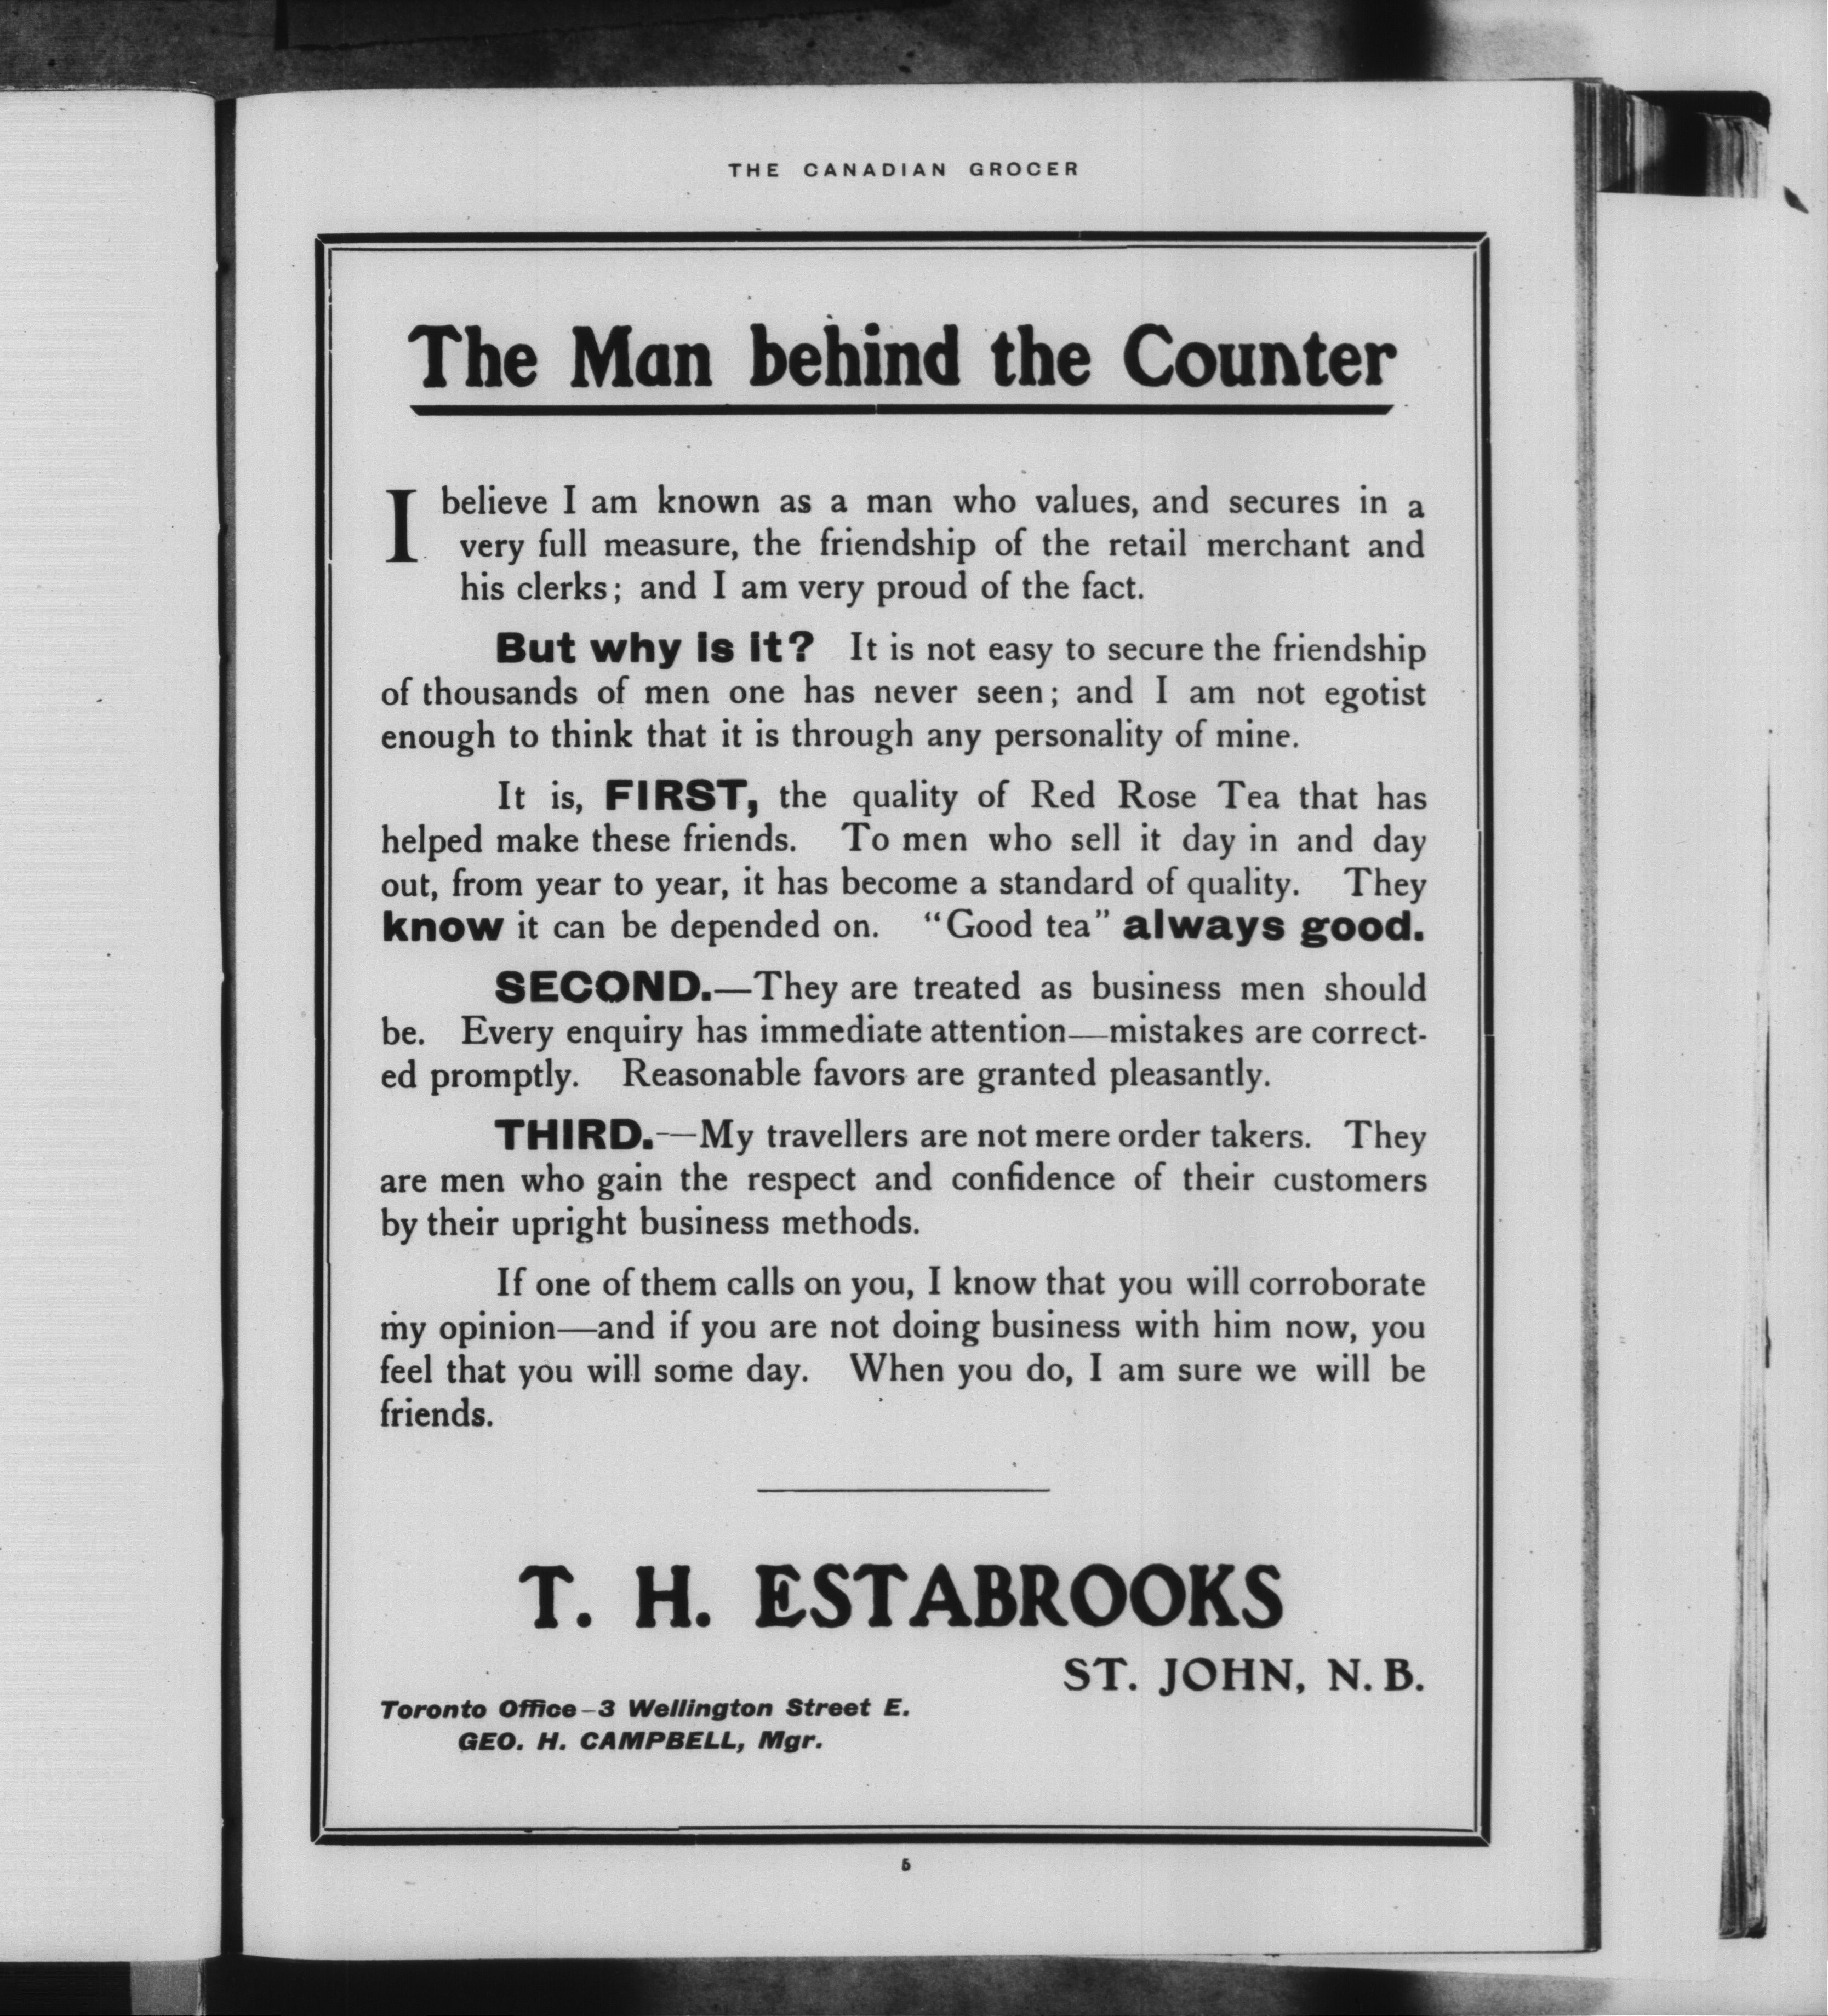 THE CANADIAN GROCER
The Man behind the Counter
I believe I am known as a man who values, and secures in a
very full measure, the friendship of the retail merchant and
his clerks; and I am very proud of the fact.
But why is it? It is not easy to secure the friendship
of thousands of men one has never seen; and I am not egotist
enough to think that it is through any personality of mine.
It is, FIRST, the quality of Red Rose Tea that has
helped make these friends. To men who sell it day in and day
out, from year to year, it has become a standard of quality. They
know it can be depended on. “Good tea” always good.
SECOND.—They are treated as business men should
be. Every enquiry has immediate attention—mistakes are correct-
ed promptly. Reasonable favors are granted pleasantly.
THIRD.—My travellers are not mere order takers. They
are men who gain the respect and confidence of their customers
by their upright business methods.
If one of them calls on you, I know that you will corroborate
my opinion—and if you are not doing business with him now, you
feel that you will some day. When you do, I am sure we will be
friends.
T. H. ESTABROOKS
ST. JOHN, N. B.
Toronto Office–3 Wellington Street E.
GEO. H. CAMPBELL, Mgr.
5